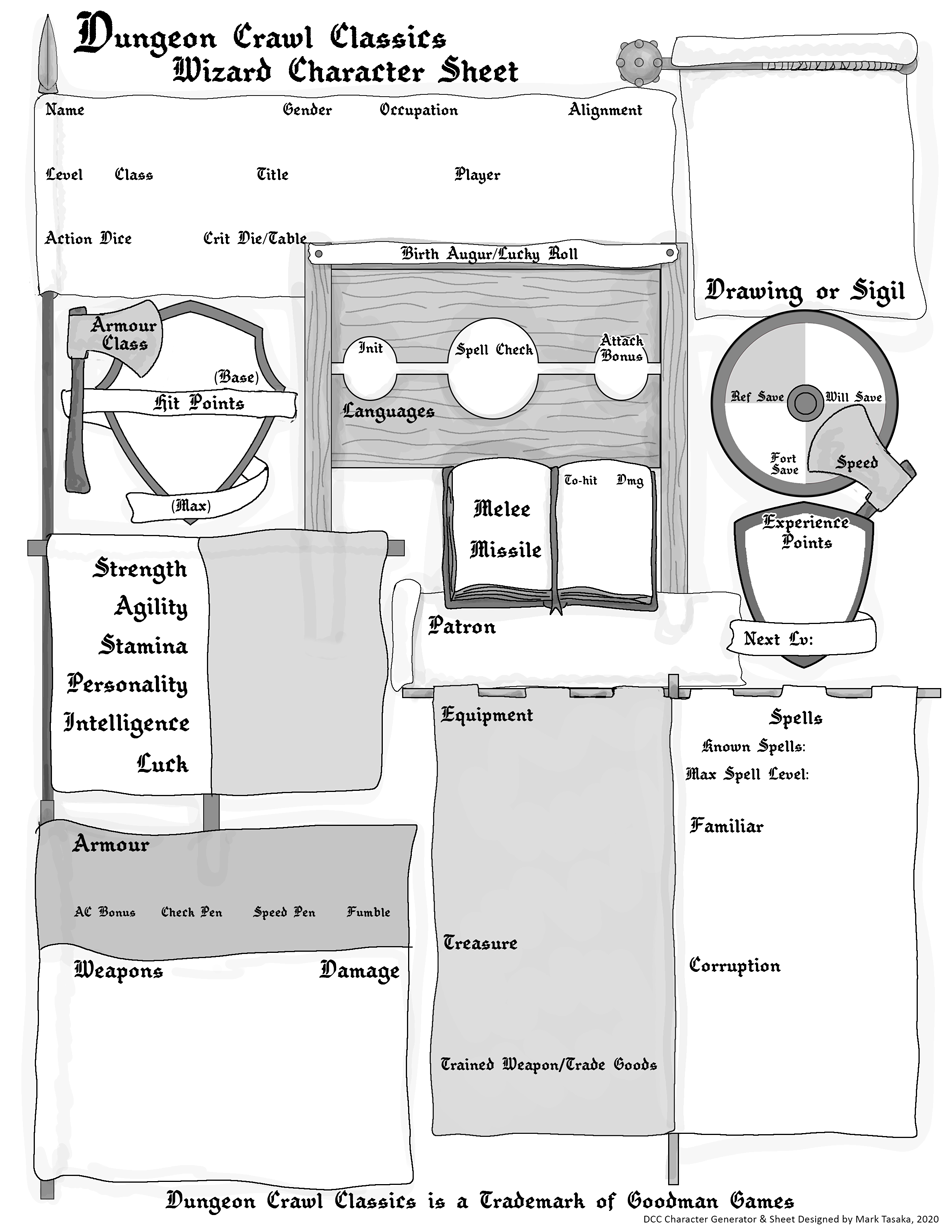 Dungeon Crawl Classics
Wizard Character Sheet
Name Gender Occupation Alignment
Level Class Title Player
Action Dice Crit Die/Table
Birth Augur/Lucky Roll
Drawing or Sigil
Armour
Class
(Base)
Hit Points
(Max)
Init
Spell Check
Attack
Bonus
Languages
Ref Save
Will Save
Fort
Save
Speed
Melee
Missile
To-hit Dmg
Experience
Points
Next Lv:
Strength
Agility
Stamina
Personality
Intelligence
Luck
Patron
Equipment
Treasure
Trained Weapon/Trade Goods
Spells
Known Spells:
Max Spell Level:
Familiar
Corruption
Armour
AC Bonus Check Pen Speed Pen Fumble
Weapons Damage
Dungeon Crawl Classics is a Trademark of Goodman Games
DCC Character Generator & Sheet Designed by Mark Tasaka, 2020